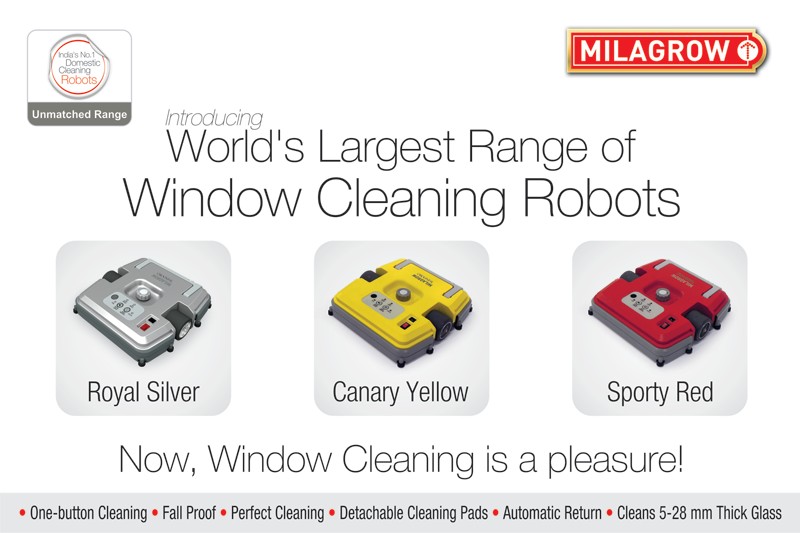 India's No.1
Domestic
Cleaning
Robots
Unmatched Range
MILAGROW
Introducing
World's Largest Range of
Window Cleaning Robots
Royal Silver
Canary Yellow
Sporty Red
Now, Window Cleaning is a pleasure!
• One-button Cleaning • Fall Proof • Perfect Cleaning • Detachable Cleaning Pads • Automatic Return • Cleans 5-28 mm Thick Glass